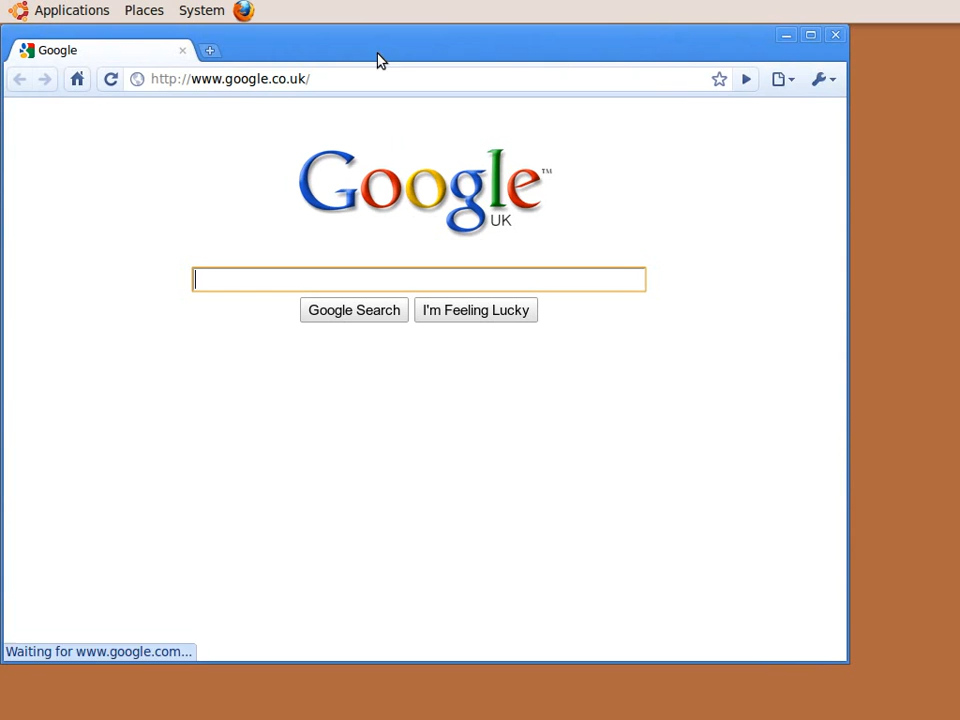 Applications Places System
Google
http://www.google.co.uk/
Google™
UK
Google Search I'm Feeling Lucky
Waiting for www.google.com...